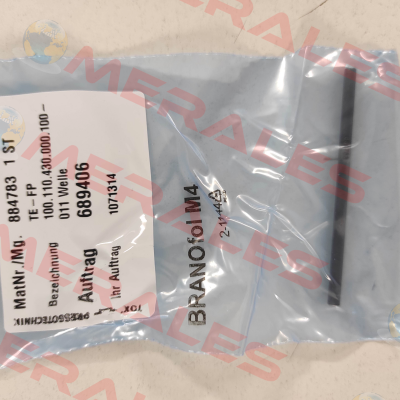 MatNr./Mg. 884783 1 ST
TE-FP
100.110.430.000.100-
Bezeichnung 011 Welle
Auftrag 689406
Ihr Auftrag 1071314
TOX® PRESSOTECHNIK
BRANOfol M4
MERALES
MERALES
MERALES
MERALES